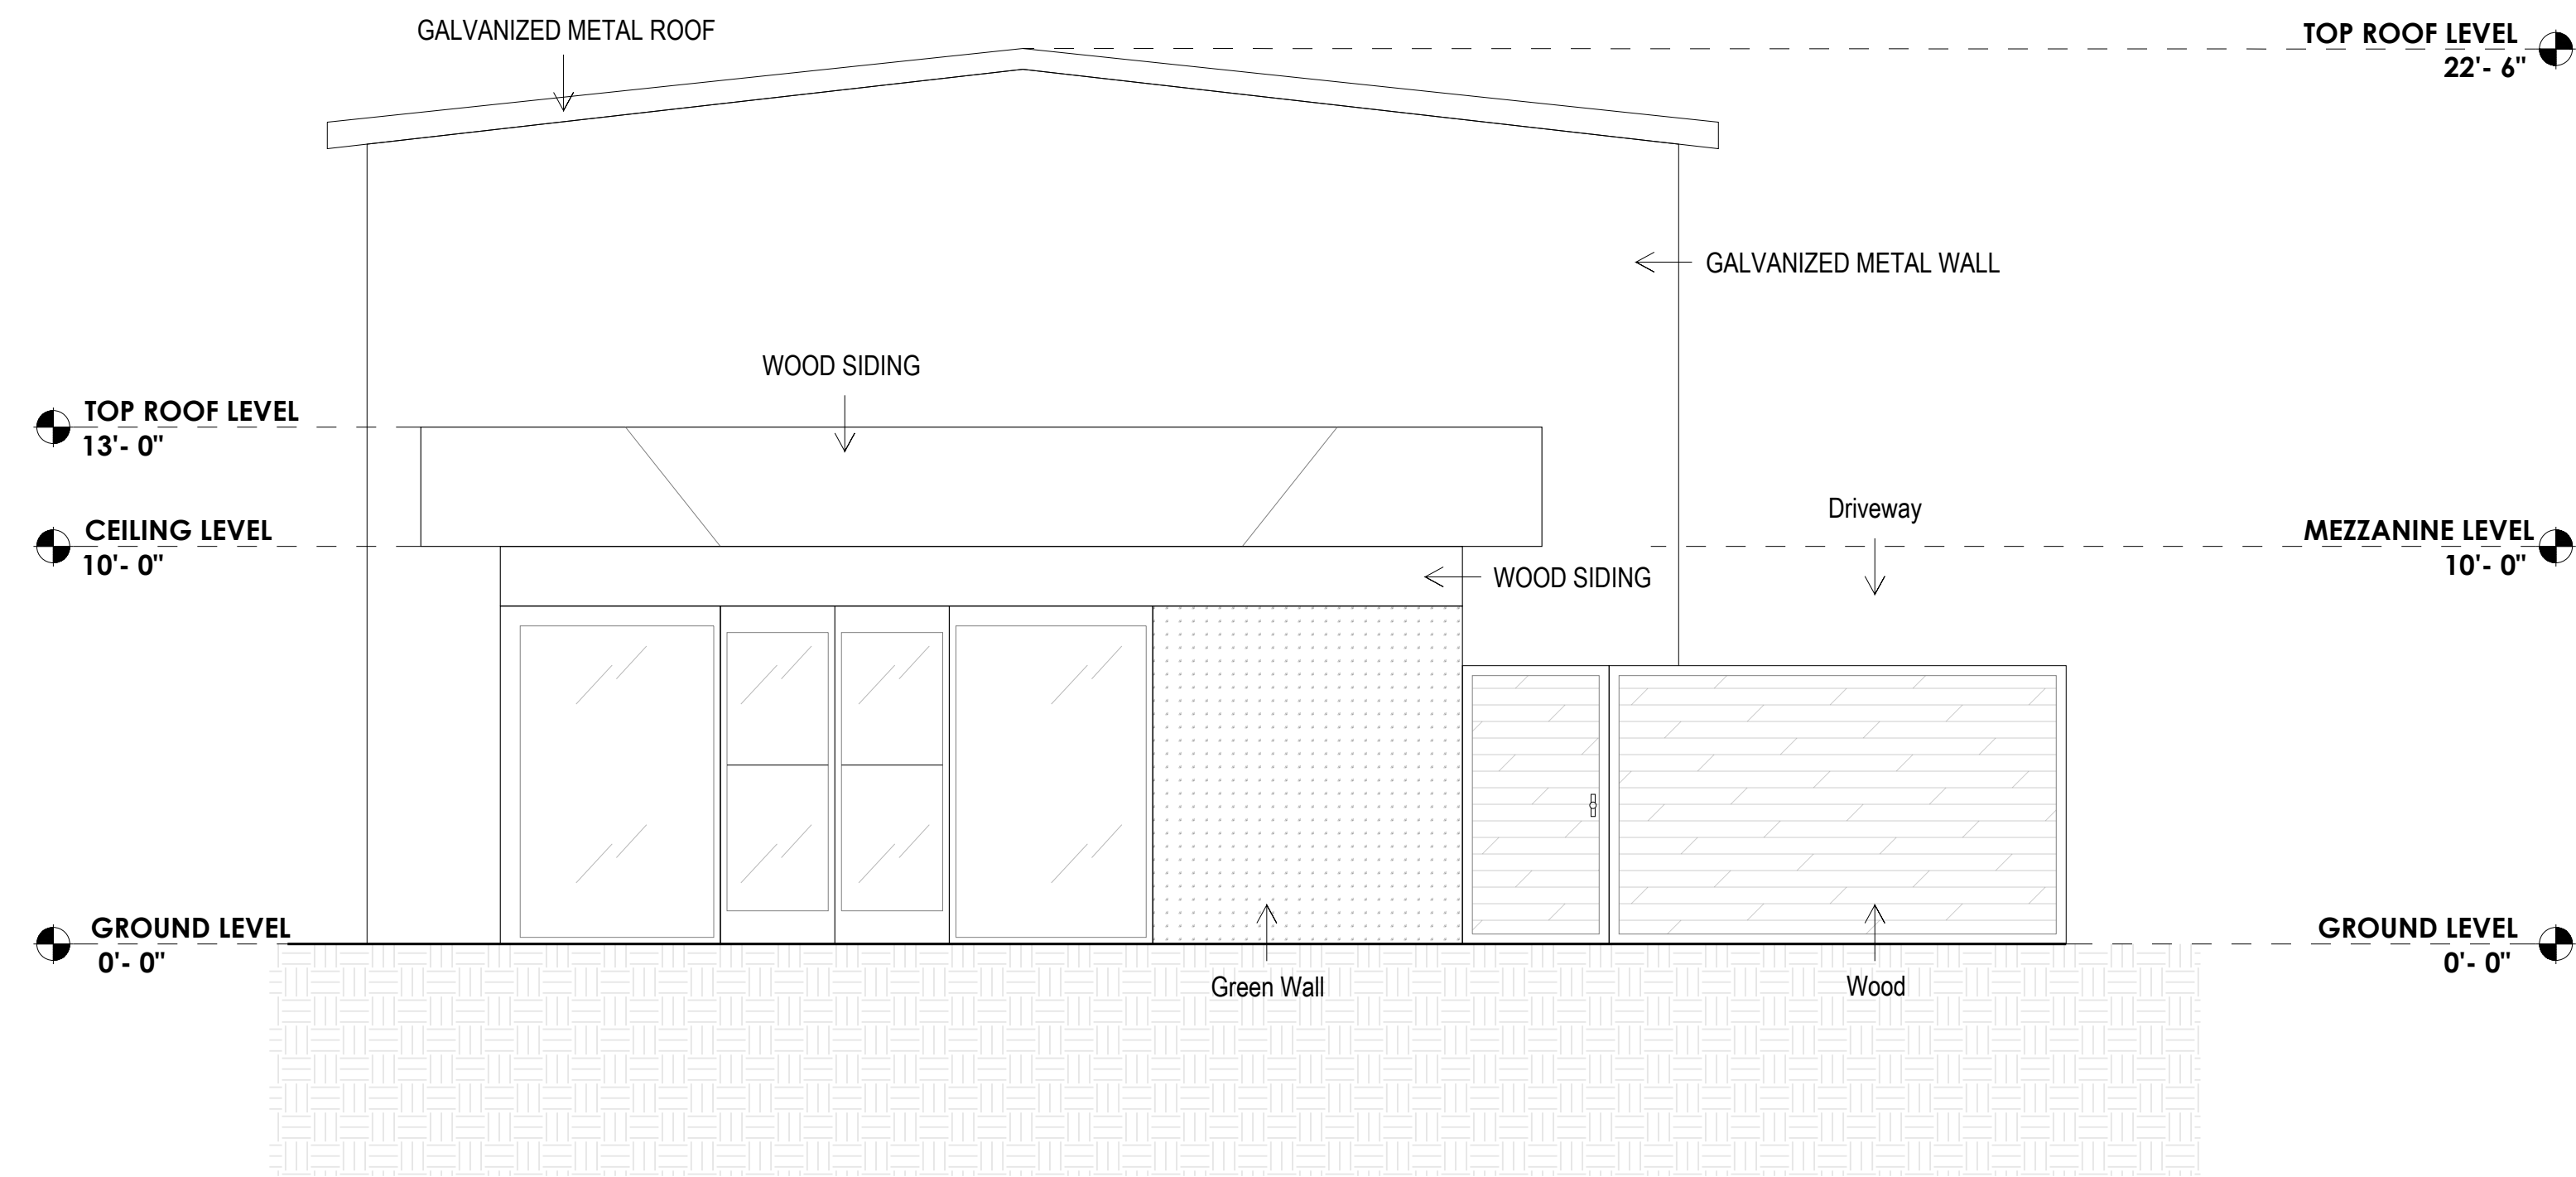 GALVANIZED METAL ROOF
TOP ROOF LEVEL
22'- 6"
GALVANIZED METAL WALL
WOOD SIDING
TOP ROOF LEVEL
13'- 0"
Driveway
CEILING LEVEL
10'- 0"
MEZZANINE LEVEL
10'- 0"
WOOD SIDING
GROUND LEVEL
0'- 0"
GROUND LEVEL
0'- 0"
Green Wall
Wood